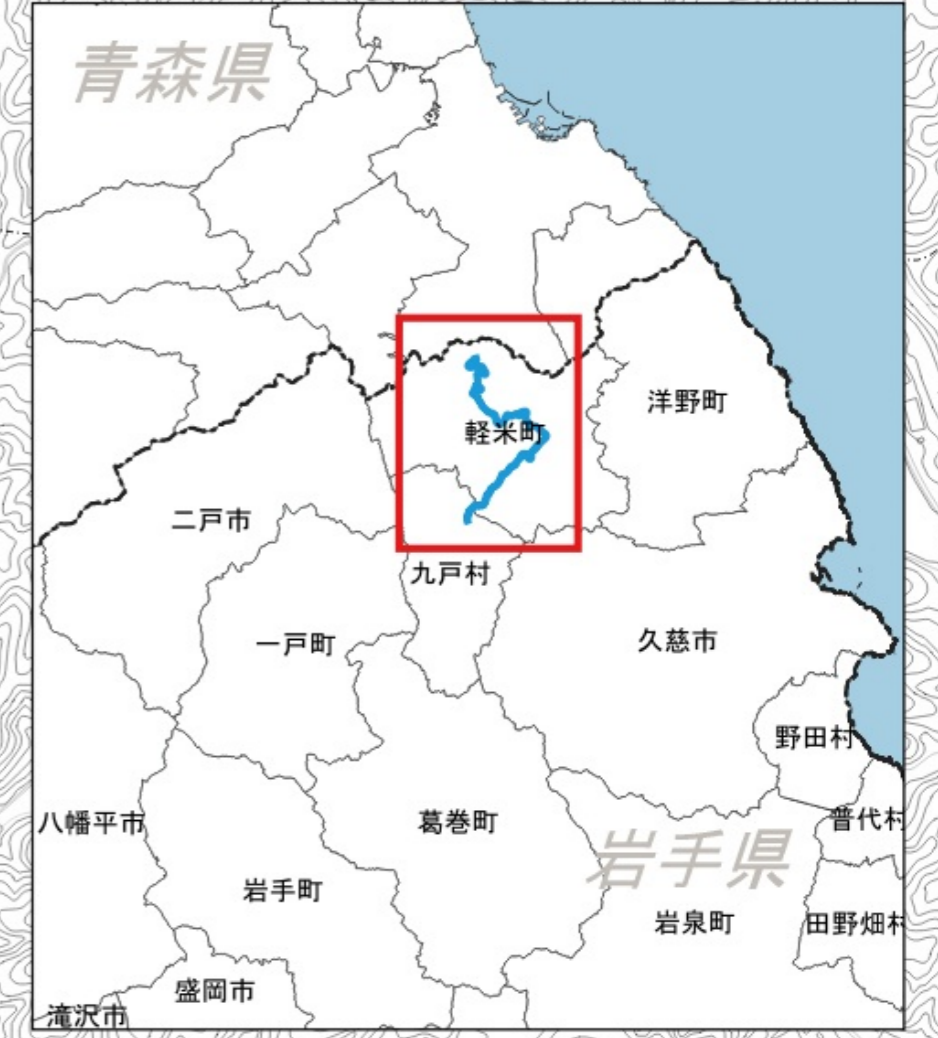 青森県
洋野町
軽米町
二戸市
九戸村
一戸町
久慈市
野田村
八幡平市
葛巻町
普代村
岩手県
岩手町
岩泉町
田野畑村
盛岡市
滝沢市